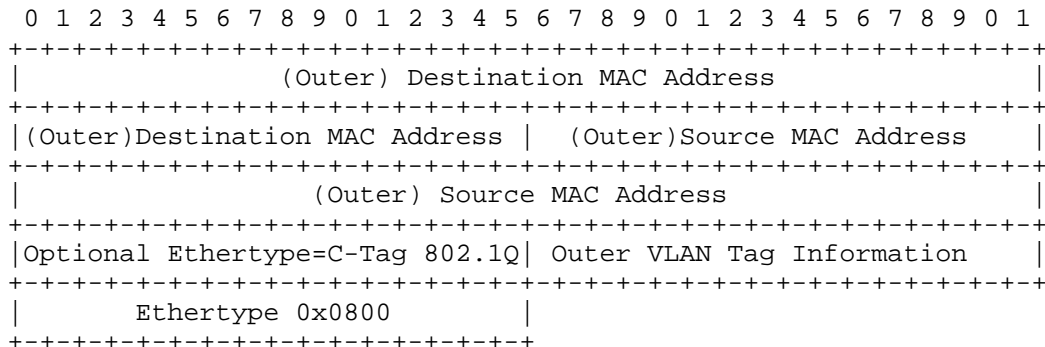 0 1 2 3 4 5 6 7 8 9 0 1 2 3 4 5 6 7 8 9 0 1 2 3 4 5 6 7 8 9 0 1
+-+-+-+-+-+-+-+-+-+-+-+-+-+-+-+-+-+-+-+-+-+-+-+-+-+-+-+-+-+-+-+-+
|                (Outer) Destination MAC Address                |
+-+-+-+-+-+-+-+-+-+-+-+-+-+-+-+-+-+-+-+-+-+-+-+-+-+-+-+-+-+-+-+-+
|(Outer)Destination MAC Address |  (Outer)Source MAC Address    |
+-+-+-+-+-+-+-+-+-+-+-+-+-+-+-+-+-+-+-+-+-+-+-+-+-+-+-+-+-+-+-+-+
|                  (Outer) Source MAC Address                   |
+-+-+-+-+-+-+-+-+-+-+-+-+-+-+-+-+-+-+-+-+-+-+-+-+-+-+-+-+-+-+-+-+
|Optional Ethertype=C-Tag 802.1Q| Outer VLAN Tag Information    |
+-+-+-+-+-+-+-+-+-+-+-+-+-+-+-+-+-+-+-+-+-+-+-+-+-+-+-+-+-+-+-+-+
|       Ethertype 0x0800        |
+-+-+-+-+-+-+-+-+-+-+-+-+-+-+-+-+